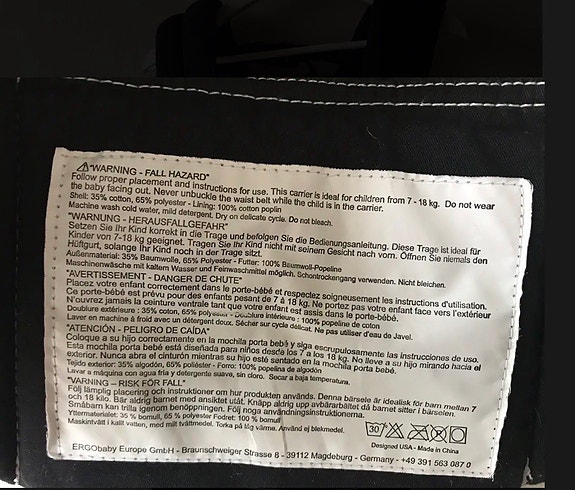 ⚠"WARNING - FALL HAZARD"
Follow proper placement and instructions for use. This carrier is ideal for children from 7 - 18 kg. Do not wear
the baby facing out. Never unbuckle the waist belt while the child is in the carrier.
Shell: 35% cotton, 65% polyester - Lining: 100% cotton poplin
Machine wash cold water, mild detergent. Dry on delicate cycle. Do not bleach.
"WARNUNG - HERAUSFALLGEFAHR"
Setzen Sie Ihr Kind korrekt in die Trage und befolgen Sie die Bedienungsanleitung. Diese Trage ist ideal für
Kinder von 7-18 kg geeignet. Tragen Sie Ihr Kind nicht mit seinem Gesicht nach vorn. Öffnen Sie niemals den
Hüftgurt, solange Ihr Kind noch in der Trage sitzt.
Außenmaterial: 35% Baumwolle, 65% Polyester - Futter: 100% Baumwoll-Popeline
Maschinenwäsche mit kaltem Wasser und Feinwaschmittel möglich. Schontrockengang verwenden. Nicht bleichen.
"AVERTISSEMENT - DANGER DE CHUTE"
Placez votre enfant correctement dans le porte-bébé et respectez soigneusement les instructions d'utilisation.
Ce porte-bébé est prévu pour des enfants pesant de 7 à 18 kg. Ne portez pas votre enfant face vers l'extérieur
N'ouvrez jamais la ceinture ventrale tant que votre enfant est assis dans le porte-bébé.
Doublure extérieure : 35% coton, 65% polyester - Doublure intérieure : 100% popeline de coton
Laver en machine à froid avec un détergent doux. Sécher sur cycle délicat. Ne pas utiliser d'eau de Javel.
"ATENCIÓN - PELIGRO DE CAÍDA"
Coloque a su hijo correctamente en la mochila porta bebé y siga escrupulosamente las instrucciones de uso.
Esta mochila porta bebé está diseñada para niños desde los 7 a los 18 kg. No lleve a su hijo mirando hacia el
exterior. Nunca abra el cinturón mientras su hijo esté sentado en la mochila porta bebé.
Tejido exterior: 35% algodón, 65% poliéster - Forro: 100% popelina de algodón
Lavar a máquina con agua fria y detergente suave, sin cloro. Secar a baja temperatura.
"VARNING – RISK FÖR FALL"
Följ lämplig placering och instruktioner om hur produkten används. Denna bärsele är idealisk för barn mellan 7
och 18 kilo. Bär aldrig barnet med ansiktet utåt. Knäpp aldrig upp avbärarbältet då barnet sitter i bärselen.
Småbarn kan trilla igenom benöppningen. Följ noga användningsinstruktionerna.
Yttermaterialet: 35 % bomull, 65 % polyester Fodret: 100 % bomull
Maskintvätt i kallt vatten, med milt tvättmedel. Torka på låg värme. Använd ej blekmedel.
30°
Designed USA - Made in China
ERGObaby Europe GmbH - Braunschweiger Strasse 8 - 39112 Magdeburg - Germany - +49 391 563 087 0